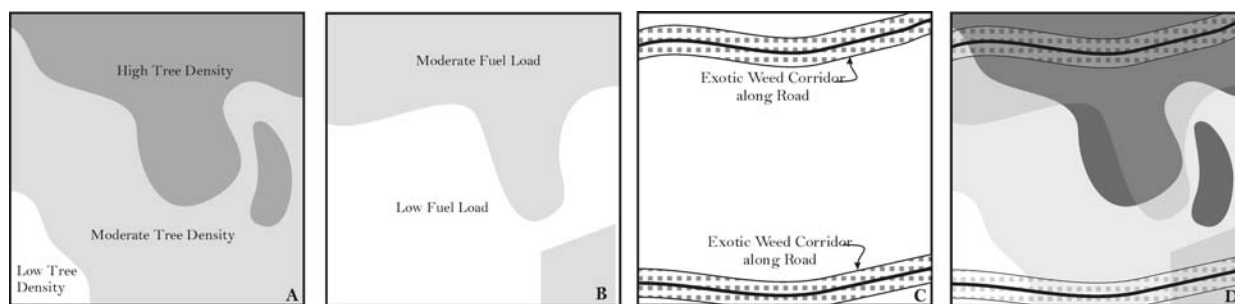 High Tree Density
Moderate Tree Density
Low Tree
Density
A
Moderate Fuel Load
Low Fuel Load
B
Exotic Weed Corridor
along Road
Exotic Weed Corridor
along Road
C
D